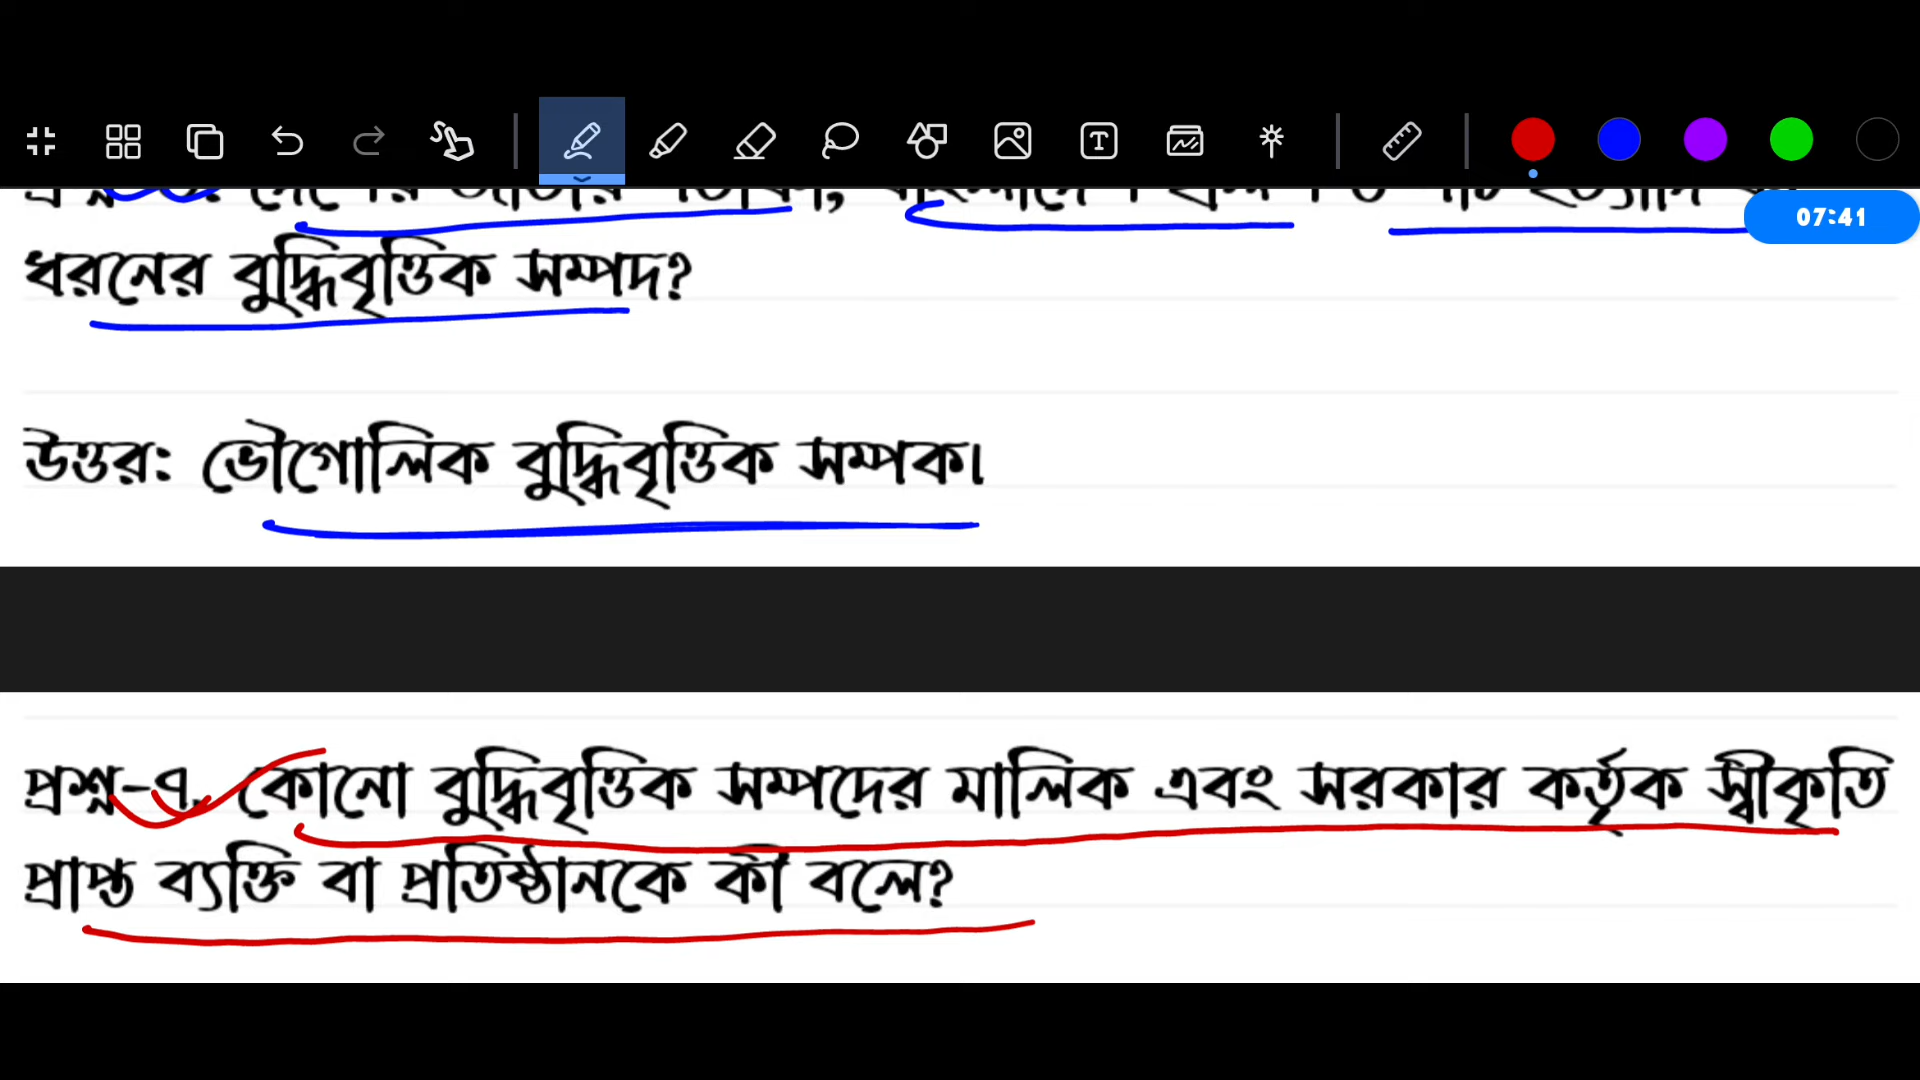 07:41
ধরনের বুদ্ধিবৃত্তিক সম্পদ?
উত্তর: ভৌগোলিক বুদ্ধিবৃত্তিক সম্পক।
প্রশ্ন-৭. কোনো বুদ্ধিবৃত্তিক সম্পদের মালিক এবং সরকার কর্তৃক স্বীকৃতি
প্রাপ্ত ব্যক্তি বা প্রতিষ্ঠানকে কী বলে?